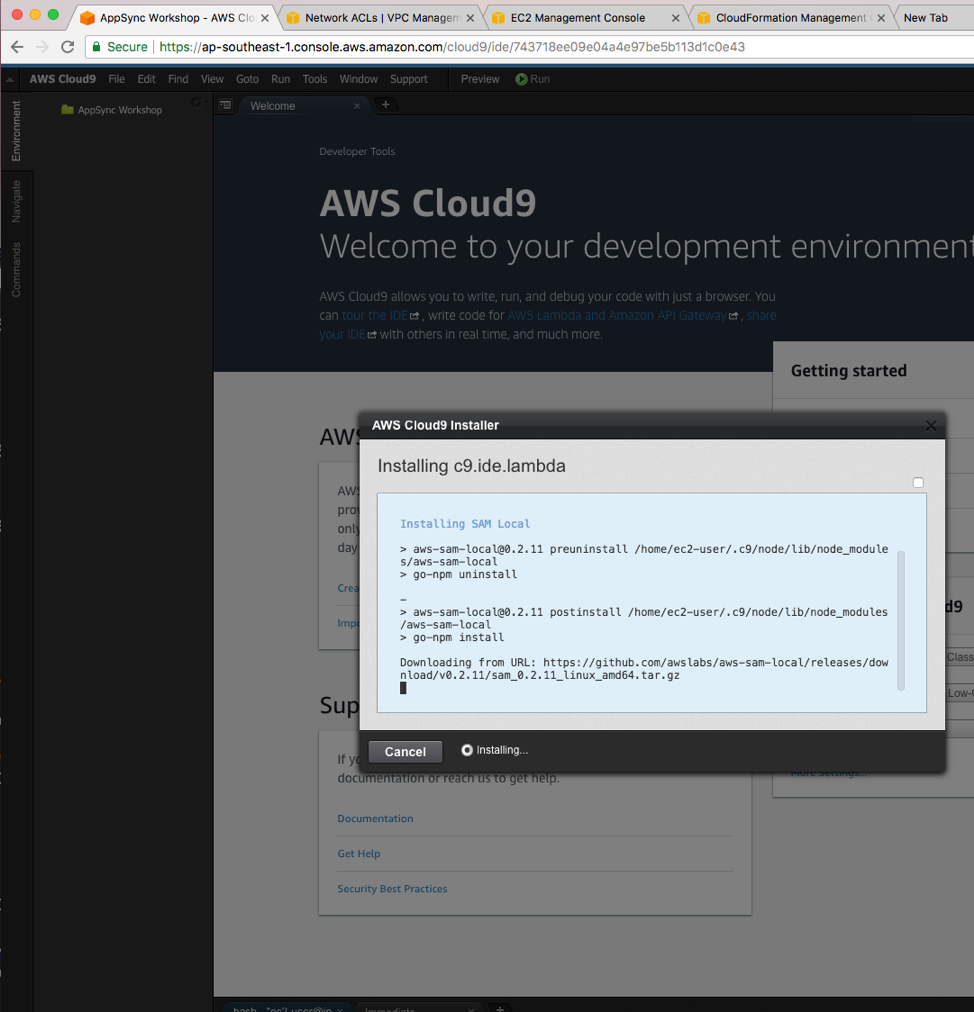 AppSync Workshop - AWS Clo
Network ACLs | VPC Managem
EC2 Management Console
CloudFormation Management
New Tab
Secure
https://ap-southeast-1.console.aws.amazon.com/cloud9/ide/743718ee09e04a4e97be5b113d1c0e43
AWS Cloud9 File Edit Find View Goto Run Tools Window Support Preview Run
Environment
Navigate
Commands
AppSync Workshop
Welcome
Developer Tools
AWS Cloud9
Welcome to your development environment
AWS Cloud9 allows you to write, run, and debug your code with just a browser. You
can tour the IDE, write code for AWS Lambda and Amazon API Gateway, share
your IDE with others in real time, and much more.
Getting started
AWS
AWS
prov
only
day
Crea
Impo
AWS Cloud9 Installer
Installing c9.ide.lambda
Installing SAM Local
> aws-sam-local@0.2.11 preuninstall /home/ec2-user/.c9/node/lib/node_module
s/aws-sam-local
> go-npm uninstall
–
> aws-sam-local@0.2.11 postinstall /home/ec2-user/.c9/node/lib/node_modules
/aws-sam-local
> go-npm install
Downloading from URL: https://github.com/awslabs/aws-sam-local/releases/dow
nload/v0.2.11/sam_0.2.11_linux_amd64.tar.gz
Cancel
Installing...
d9
Class
Low-C
More Settings...
Sup
If yo
documentation or reach us to get help.
Documentation
Get Help
Security Best Practices
bash - "ec2-user@ip
Immediate